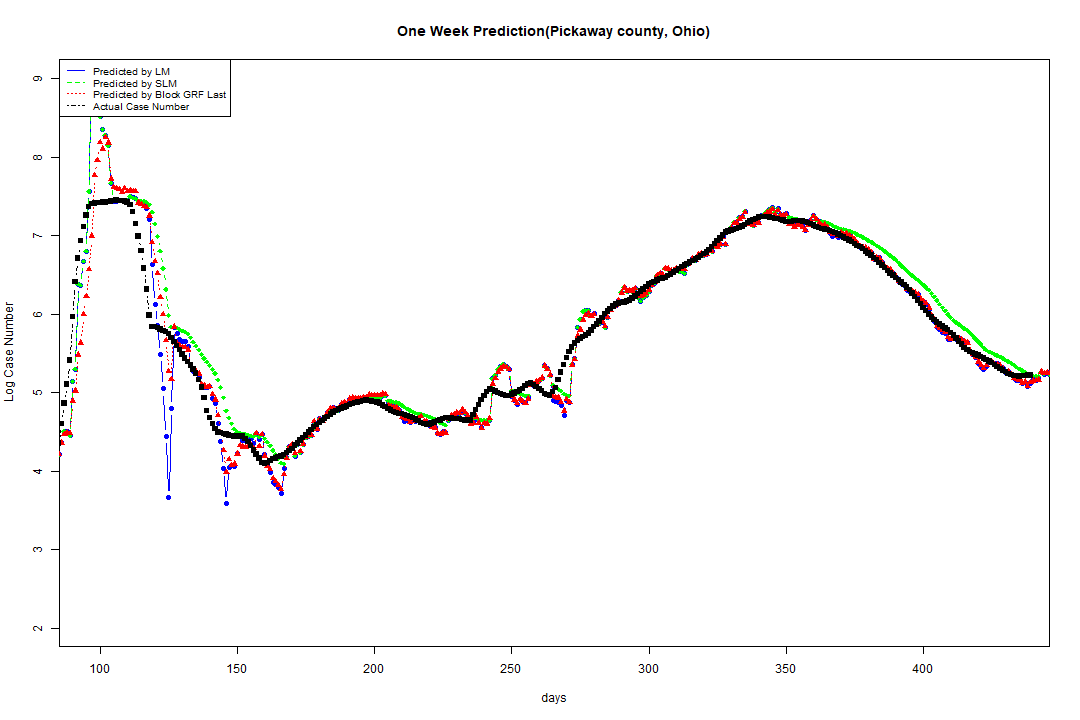 One Week Prediction(Pickaway county, Ohio)
Predicted by LM
Predicted by SLM
Predicted by Block GRF Last
Actual Case Number
Log Case Number
9
8
7
6
5
4
3
2
100 150 200 250 300 350 400
days